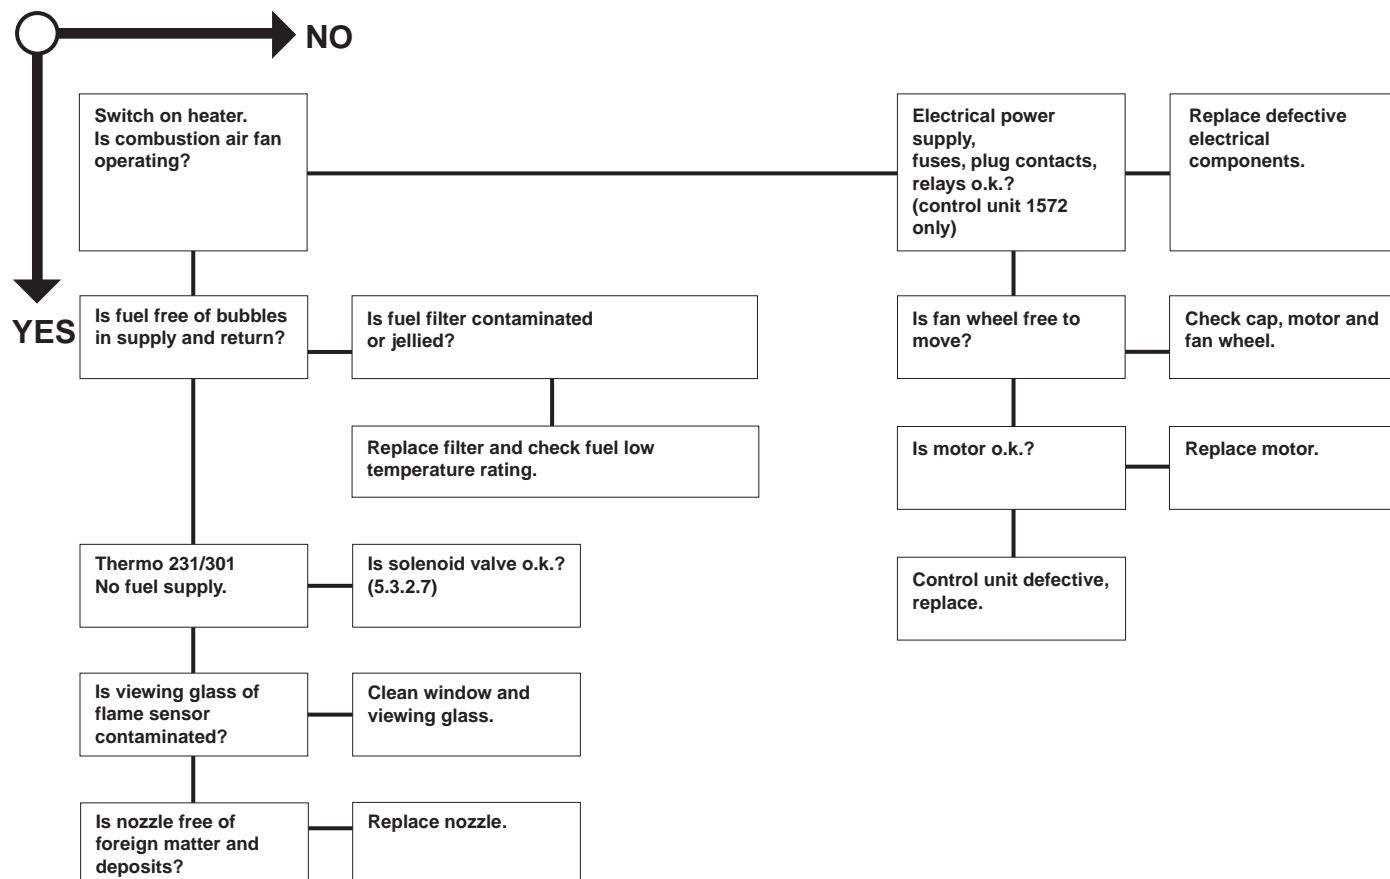 NO
YES
Switch on heater.
Is combustion air fan
operating?
Electrical power
supply,
fuses, plug contacts,
relays o.k.?
(control unit 1572
only)
Replace defective
electrical
components.
Is fuel free of bubbles
in supply and return?
Is fuel filter contaminated
or jellied?
Is fan wheel free to
move?
Check cap, motor and
fan wheel.
Replace filter and check fuel low
temperature rating.
Is motor o.k.?
Replace motor.
Thermo 231/301
No fuel supply.
Is solenoid valve o.k.?
(5.3.2.7)
Control unit defective,
replace.
Is viewing glass of
flame sensor
contaminated?
Clean window and
viewing glass.
Is nozzle free of
foreign matter and
deposits?
Replace nozzle.